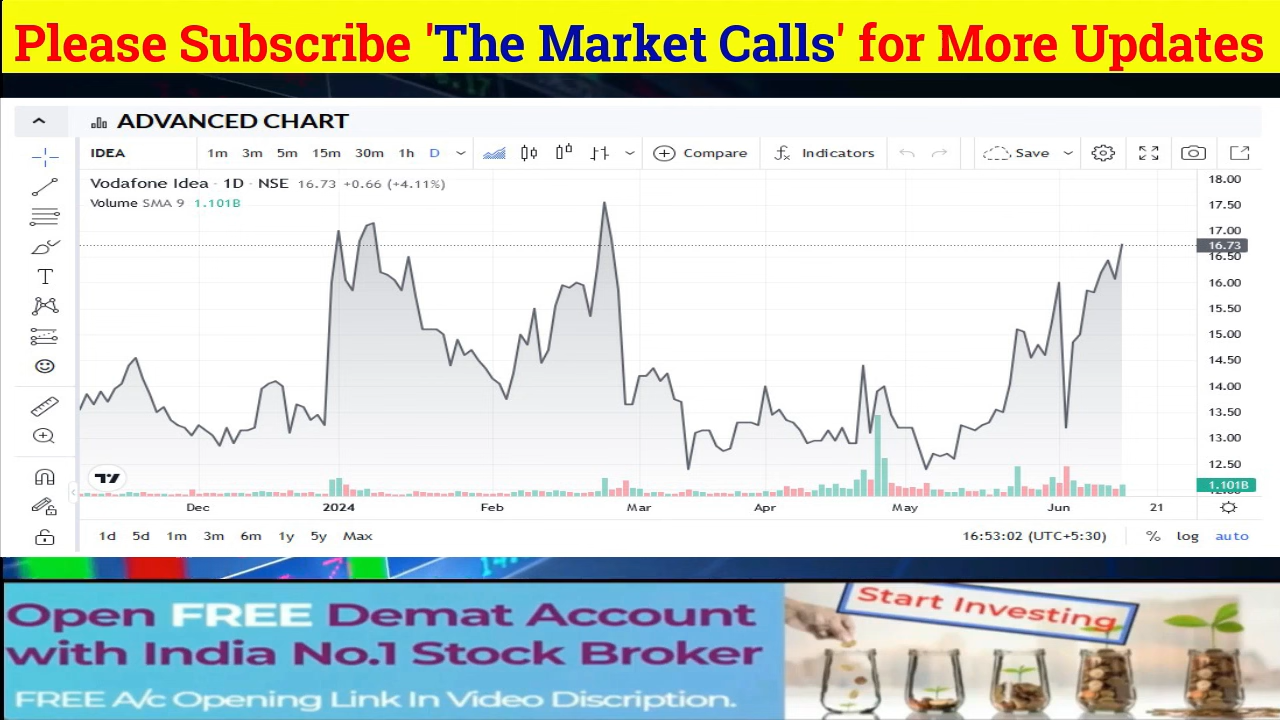 Please Subscribe 'The Market Calls' for More Updates
ADVANCED CHART
IDEA 1m 3m 5m 15m 30m 1h D Compare Indicators Save
Vodafone Idea · 1D · NSE 16.73 +0.66 (+4.11%)
Volume SMA 9 1.101B
18.00
17.50
17.00
16.73
16.50
16.00
15.50
15.00
14.50
14.00
13.50
13.00
12.50
1.101B
Dec 2024 Feb Mar Apr May Jun 21
1d 5d 1m 3m 6m 1y 5y Max 16:53:02 (UTC+5:30) % log auto
Open FREE Demat Account
with India No.1 Stock Broker
FREE A/c Opening Link In Video Discription.
Start Investing